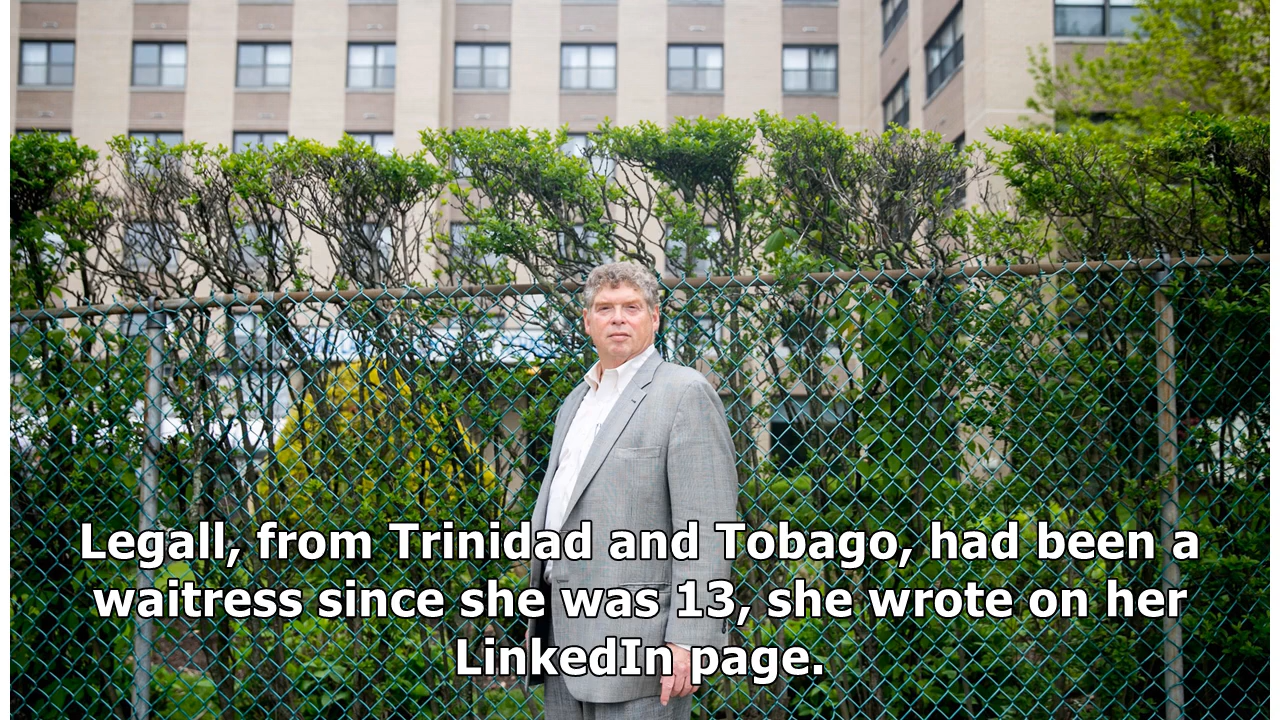 Legall, from Trinidad and Tobago, had been a
waitress since she was 13, she wrote on her
LinkedIn page.